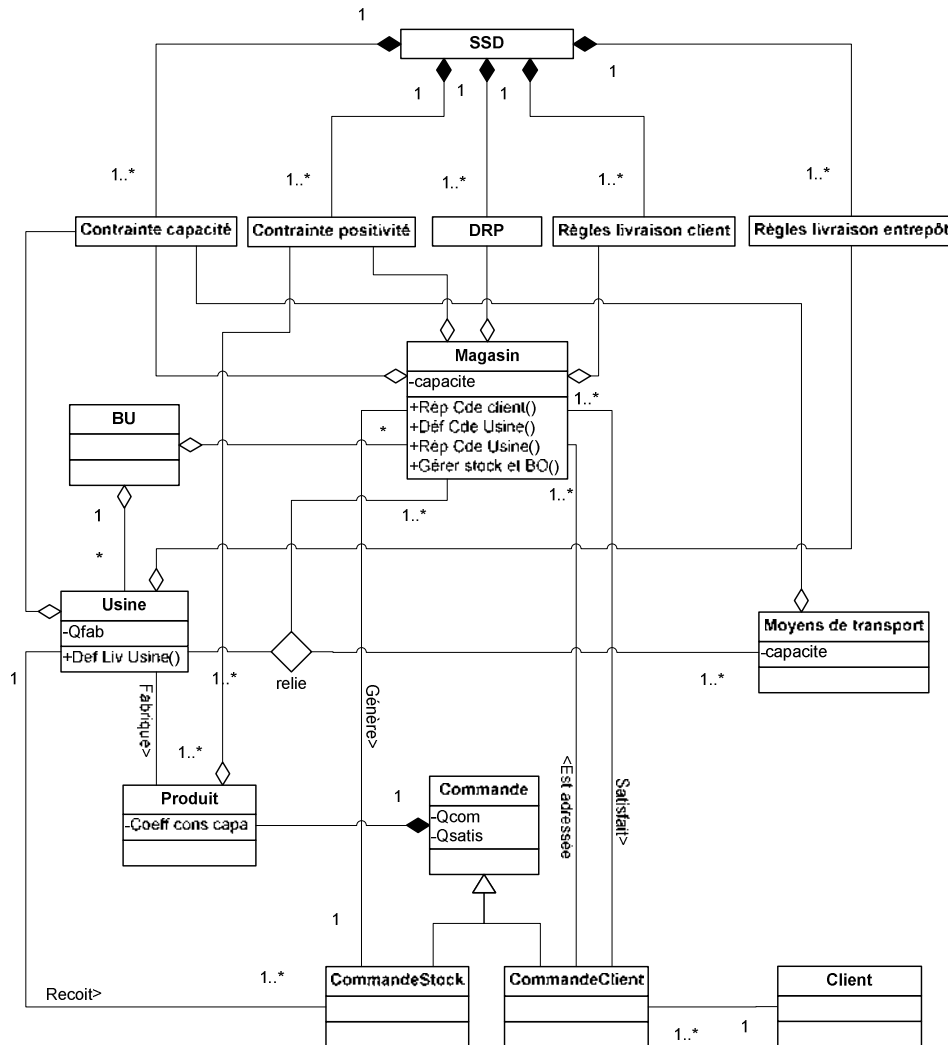 1
SSD
1
1
1
1
1..*
1..*
1..*
1..*
1..*
Contrainte capacité
Contrainte positivité
DRP
Règles livraison client
Règles livraison entrepôt
Magasin
-capacite
+Rép Cde client()
+Déf Cde Usine()
+Rép Cde Usine()
+Gérer stock et BO()
1..*
*
1..*
1..*
BU
1
*
Usine
-Qfab
+Def Liv Usine()
1
1..*
relie
Moyens de transport
-capacite
1..*
Fabrique>
Génère>
<Est adressée
Satisfait>
1..*
Produit
-Coeff cons capa
1
Commande
-Qcom
-Qsatis
1
1..*
Recoit>
CommandeStock
CommandeClient
Client
1..*
1